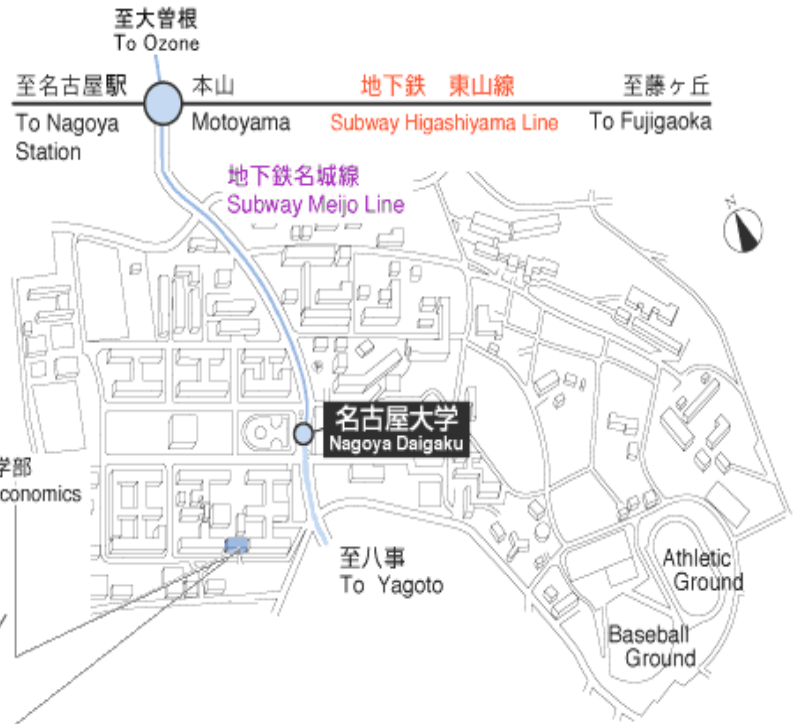 至大曽根
To Ozone
至名古屋駅
To Nagoya
Station
本山
Motoyama
地下鉄 東山線
Subway Higashiyama Line
至藤ヶ丘
To Fujigaoka
地下鉄名城線
Subway Meijo Line
N
名古屋大学
Nagoya Daigaku
学部
conomics
至八事
To Yagoto
Athletic
Ground
Baseball
Ground